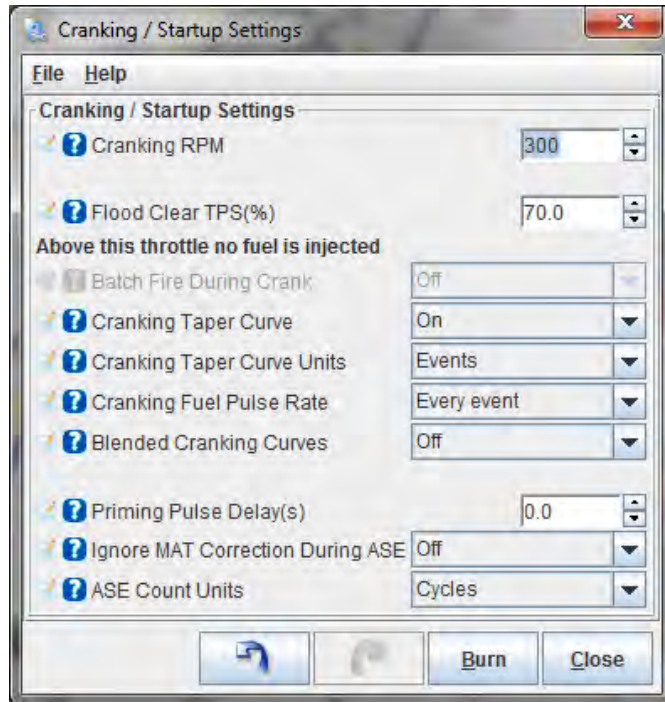 Cranking / Startup Settings
File Help
Cranking / Startup Settings
Cranking RPM 300
Flood Clear TPS(%) 70.0
Above this throttle no fuel is injected
Batch Fire During Crank Off
Cranking Taper Curve On
Cranking Taper Curve Units Events
Cranking Fuel Pulse Rate Every event
Blended Cranking Curves Off
Priming Pulse Delay(s) 0.0
Ignore MAT Correction During ASE Off
ASE Count Units Cycles
Burn Close